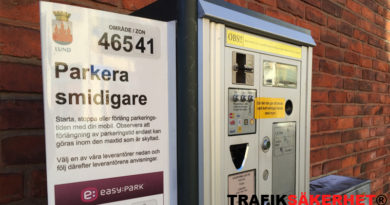 LUND
OMRÅDE / ZON
46541
Parkera
smidigare
Starta, stoppa eller förläng parkerings-
tiden med din mobil. Observera att
förlängning av parkeringstid endast kan
göras inom den maxtid som är skyltad.
Välj en av våra leverantörer nedan och
följ därefter leverantörens anvisningar.
easypark
OBS!
TRAFIKSÄKERHET